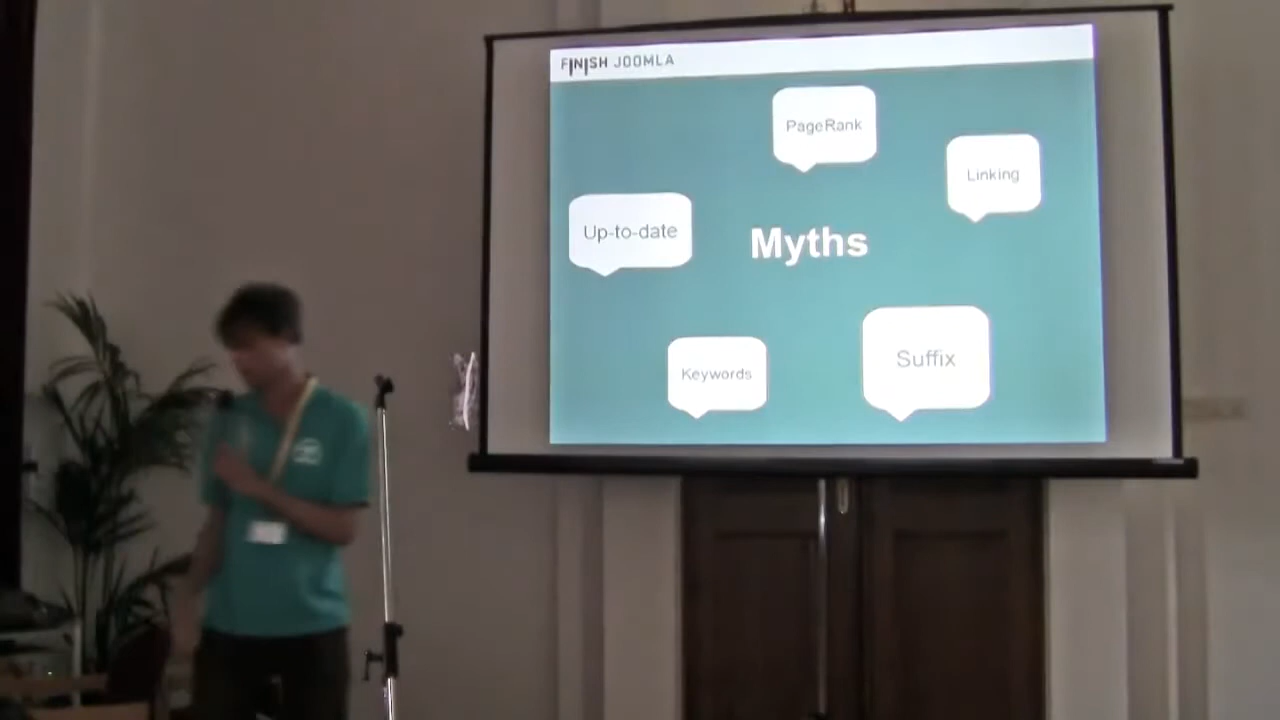 FINISH JOOMLA
PageRank
Linking
Up-to-date
Myths
Suffix
Keywords